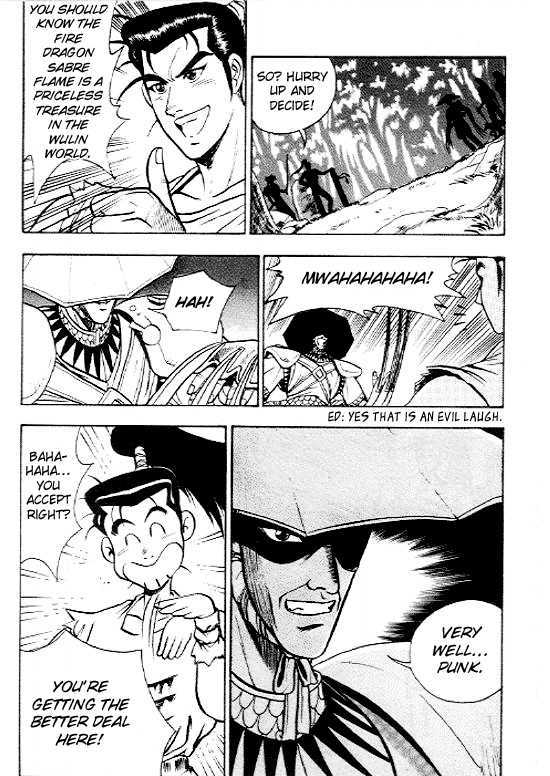 SO? HURRY
UP AND
DECIDE!
YOU SHOULD
KNOW THE
FIRE
DRAGON
SABRE
FLAME IS A
PRICELESS
TREASURE
IN THE
WULIN
WORLD.
MWAHAHAHAHA!
ED: YES THAT IS AN EVIL LAUGH.
HAH!
VERY
WELL...
PUNK.
BAHA-
HAHA...
YOU
ACCEPT
RIGHT?
YOU'RE
GETTING THE
BETTER DEAL
HERE!